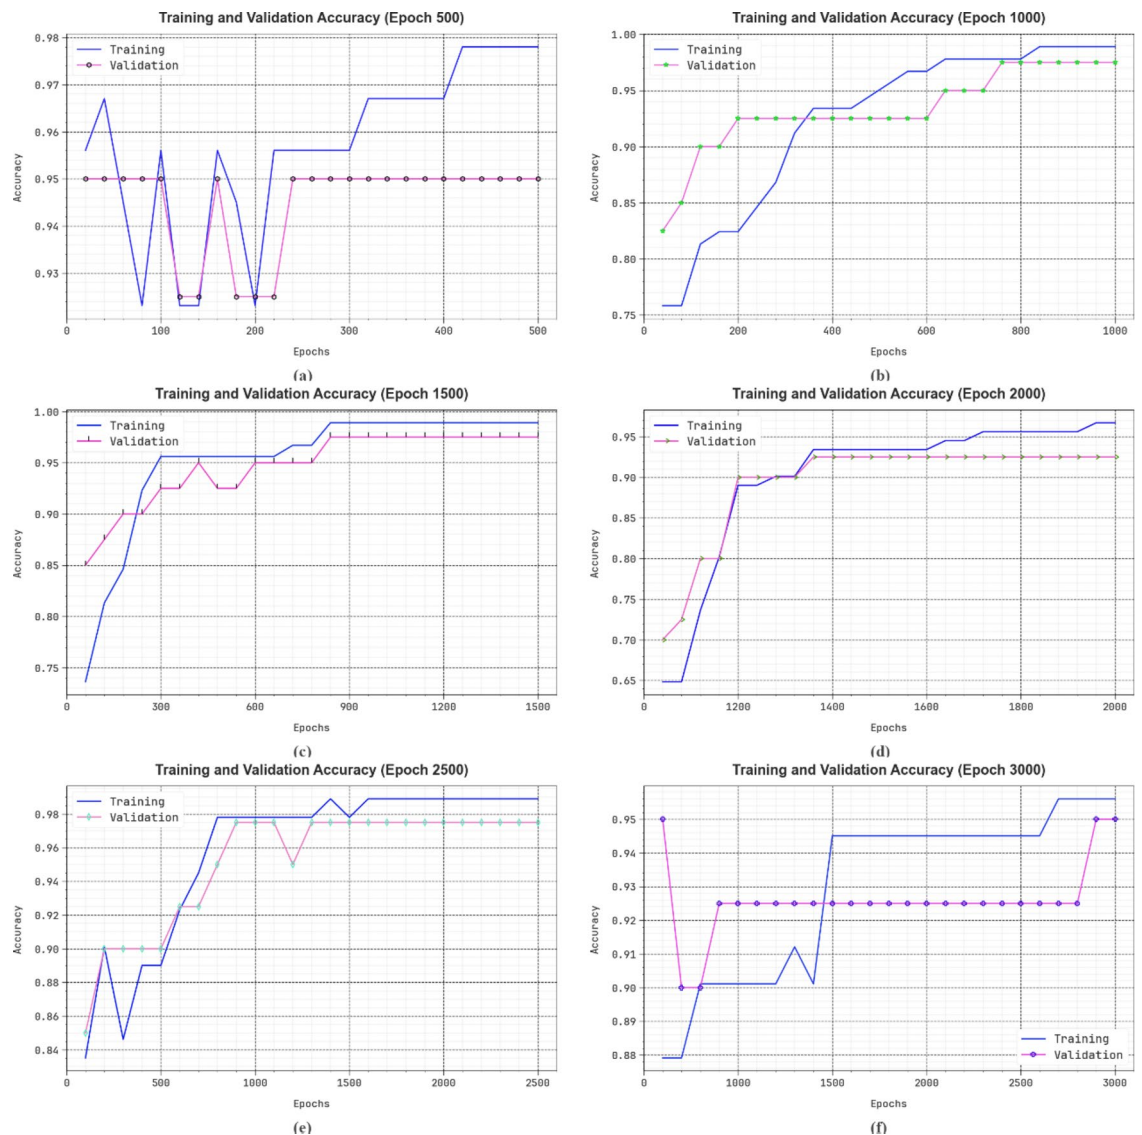 Training and Validation Accuracy (Epoch 500)
Training
Validation
0.98
0.97
0.96
0.95
0.94
0.93
Accuracy
0 100 200 300 400 500
Epochs
(a)
Training and Validation Accuracy (Epoch 1000)
Training
Validation
1.00
0.95
0.90
0.85
0.80
0.75
Accuracy
0 200 400 600 800 1000
Epochs
(b)
Training and Validation Accuracy (Epoch 1500)
Training
Validation
1.00
0.95
0.90
0.85
0.80
0.75
Accuracy
0 300 600 900 1200 1500
Epochs
(c)
Training and Validation Accuracy (Epoch 2000)
Training
Validation
0.95
0.90
0.85
0.80
0.75
0.70
0.65
Accuracy
0 1200 1400 1600 1800 2000
Epochs
(d)
Training and Validation Accuracy (Epoch 2500)
Training
Validation
0.98
0.96
0.94
0.92
0.90
0.88
0.86
0.84
Accuracy
0 500 1000 1500 2000 2500
Epochs
(e)
Training and Validation Accuracy (Epoch 3000)
0.95
0.94
0.93
0.92
0.91
0.90
0.89
0.88
Accuracy
Training
Validation
0 1000 1500 2000 2500 3000
Epochs
(f)